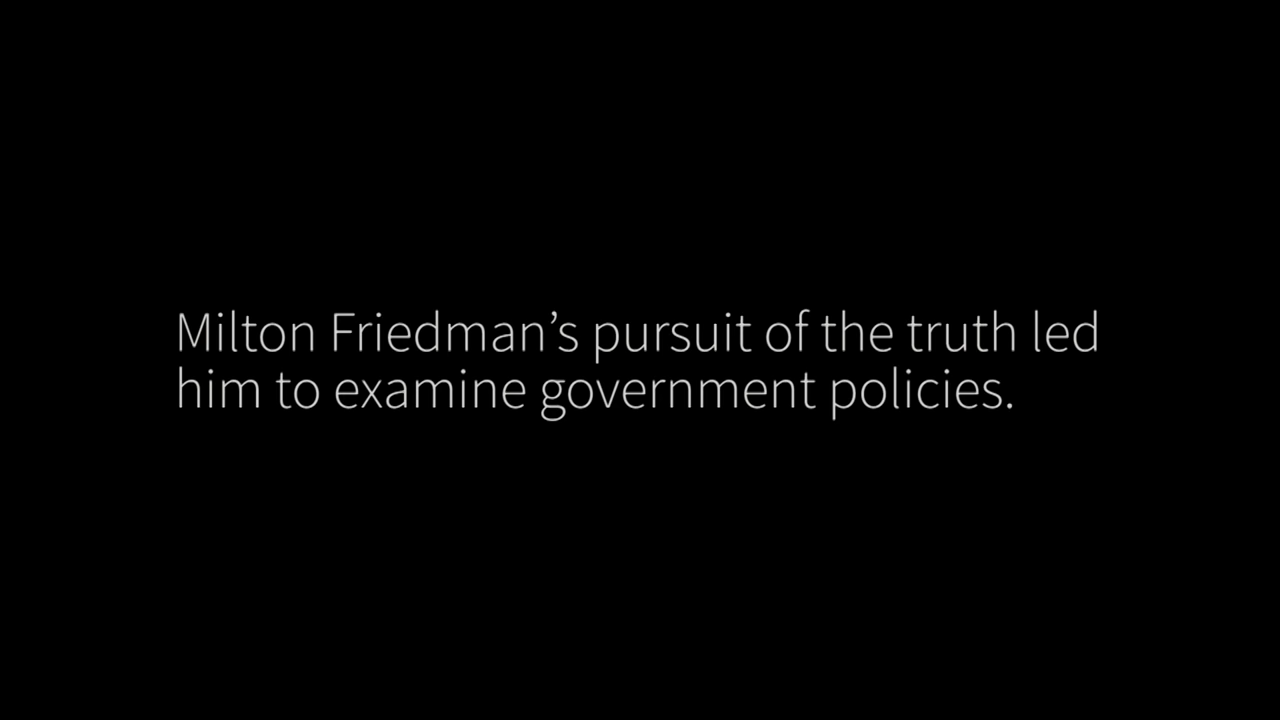 Milton Friedman’s pursuit of the truth led
him to examine government policies.